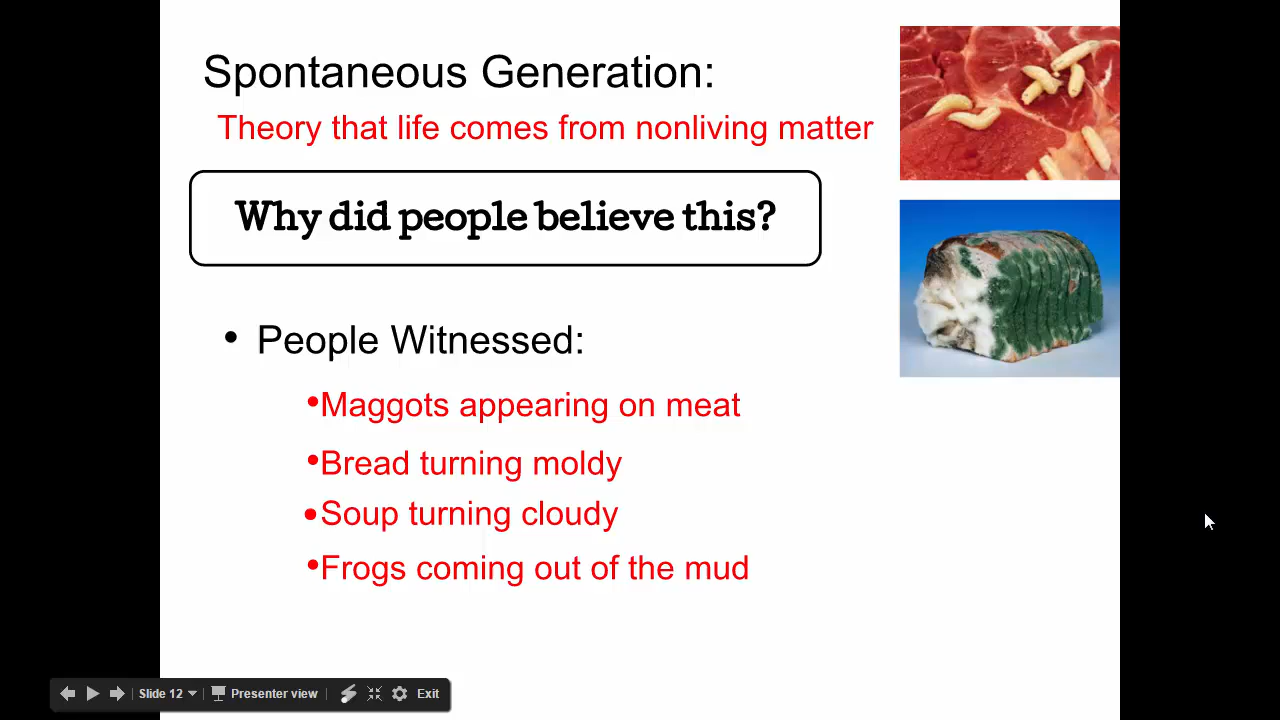 Spontaneous Generation:
Theory that life comes from nonliving matter
Why did people believe this?
• People Witnessed:
•Maggots appearing on meat
•Bread turning moldy
•Soup turning cloudy
•Frogs coming out of the mud
Slide 12
Presenter view
Exit